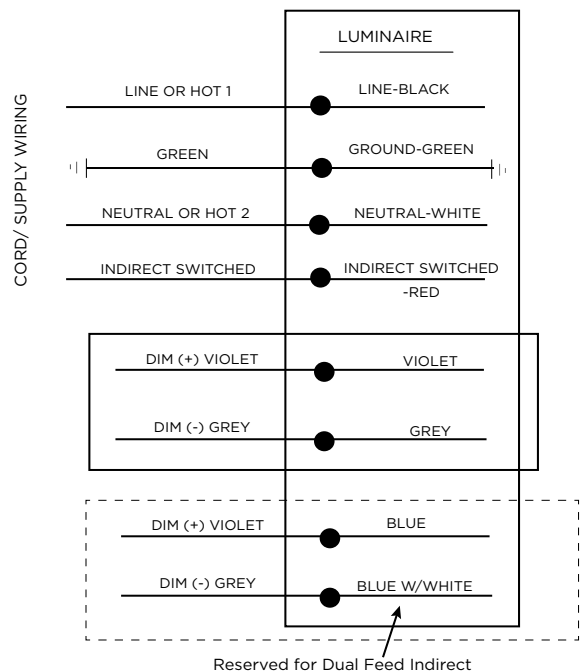 LUMINAIRE
CORD/ SUPPLY WIRING
LINE OR HOT 1
LINE-BLACK
GREEN
GROUND-GREEN
NEUTRAL OR HOT 2
NEUTRAL-WHITE
INDIRECT SWITCHED
INDIRECT SWITCHED
-RED
DIM (+) VIOLET
VIOLET
DIM (-) GREY
GREY
DIM (+) VIOLET
BLUE
DIM (-) GREY
BLUE W/WHITE
Reserved for Dual Feed Indirect